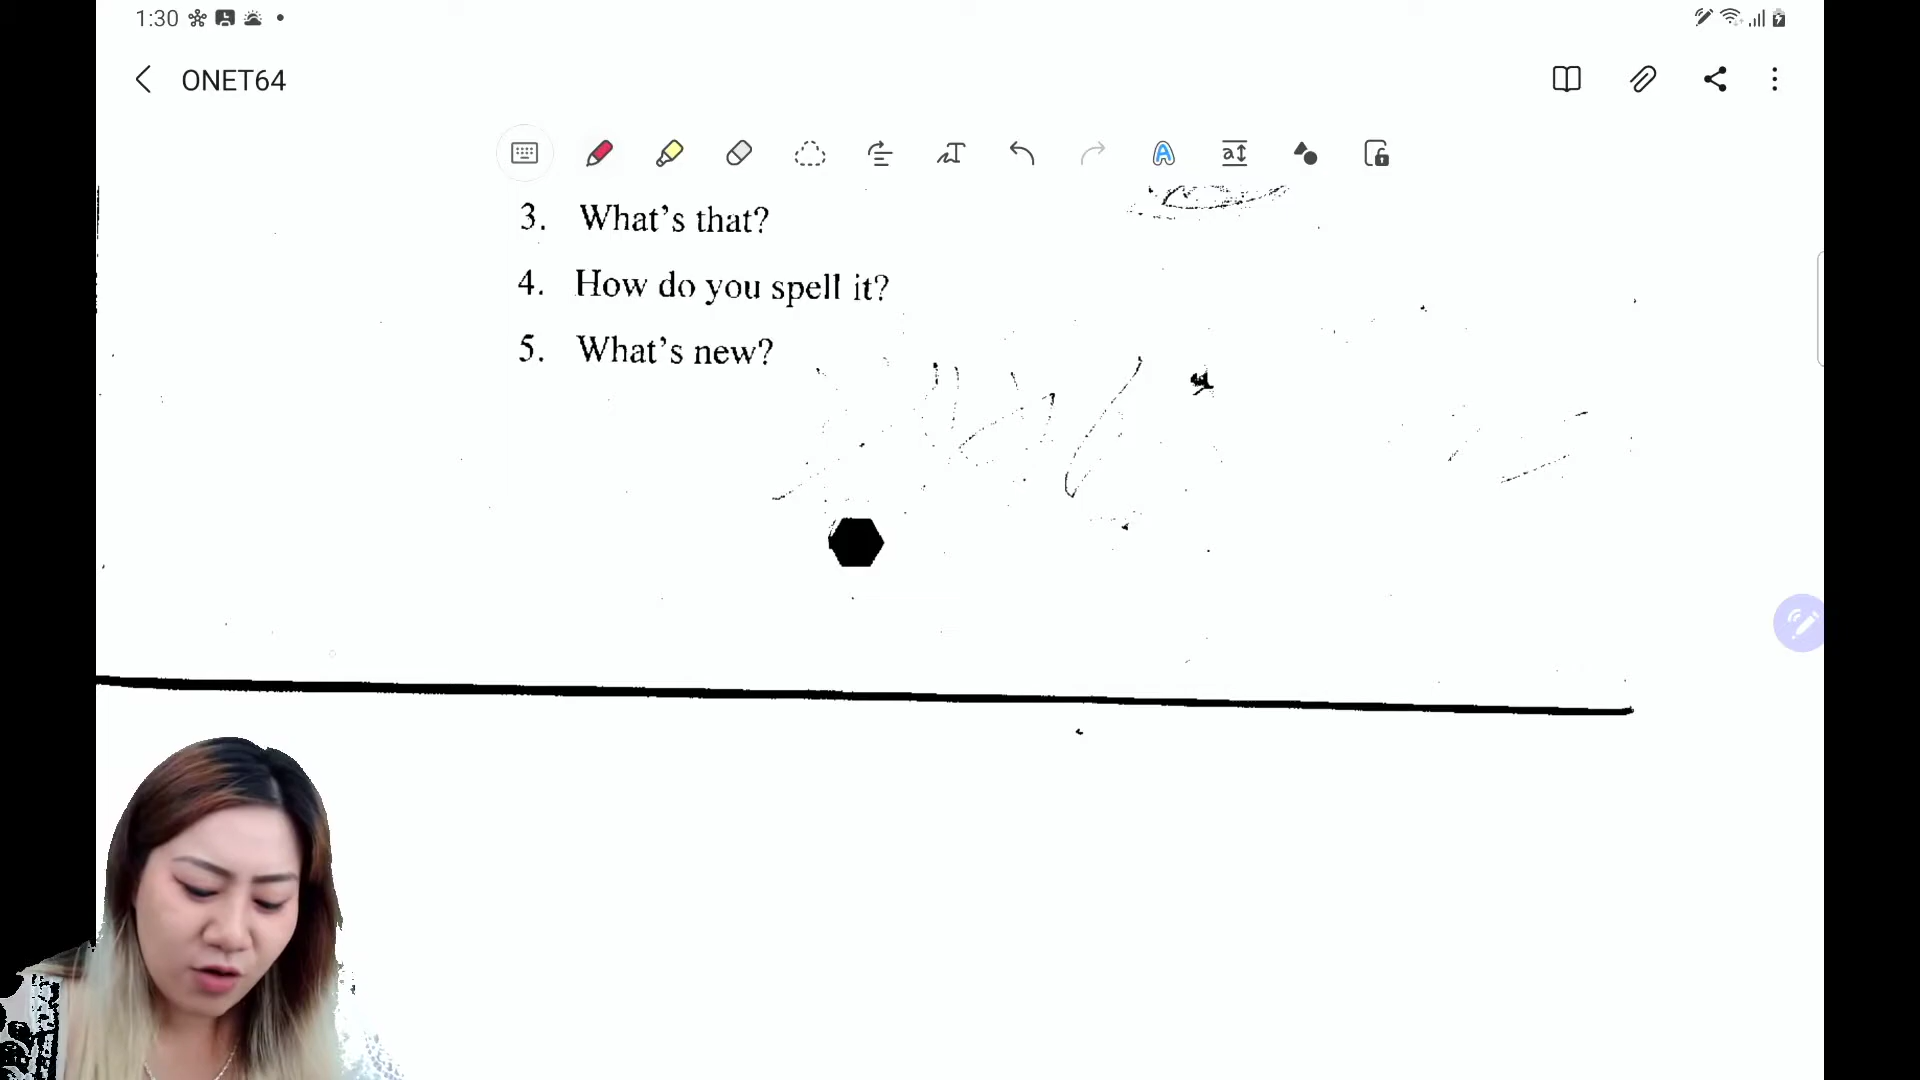 1:30
ONET64
3. What's that?
4. How do you spell it?
5. What's new?